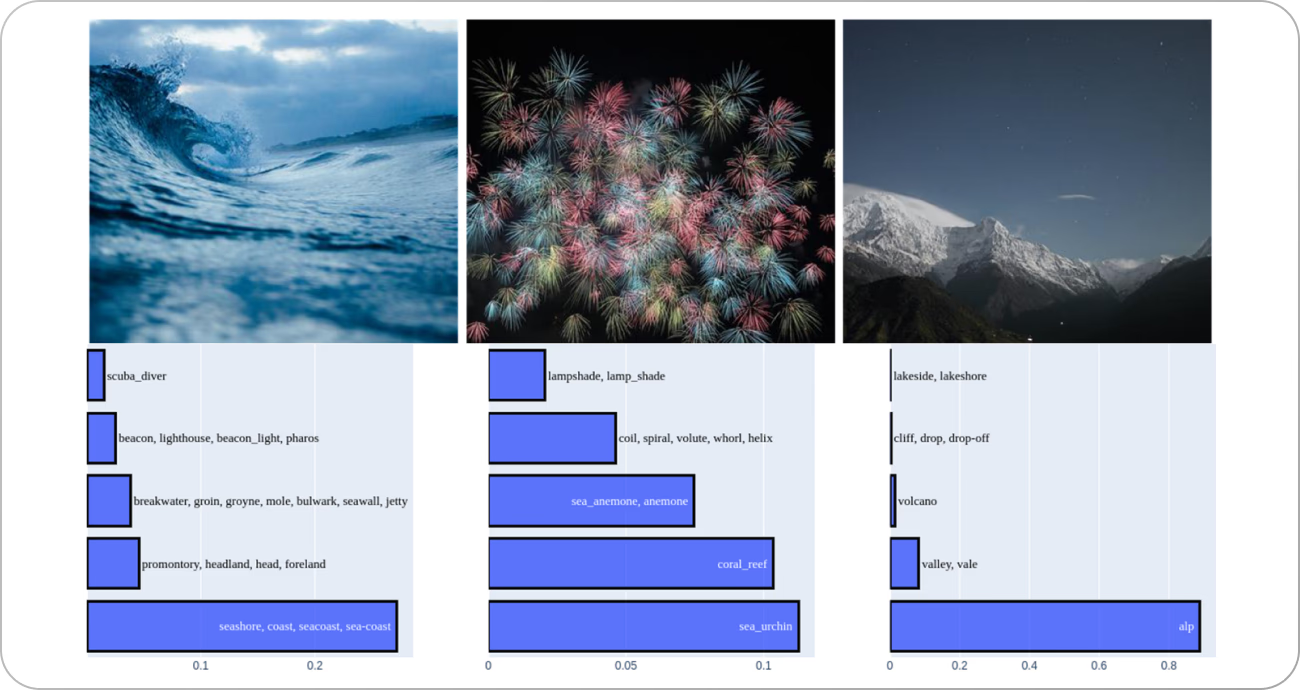 scuba_diver
beacon, lighthouse, beacon_light, pharos
breakwater, groin, groyne, mole, bulwark, seawall, jetty
promontory, headland, head, foreland
seashore, coast, seacoast, sea-coast
0.1 0.2
lampshade, lamp_shade
coil, spiral, volute, whorl, helix
sea_anemone, anemone
coral_reef
sea_urchin
0 0.05 0.1
lakeside, lakeshore
cliff, drop, drop-off
volcano
valley, vale
alp
0 0.2 0.4 0.6 0.8